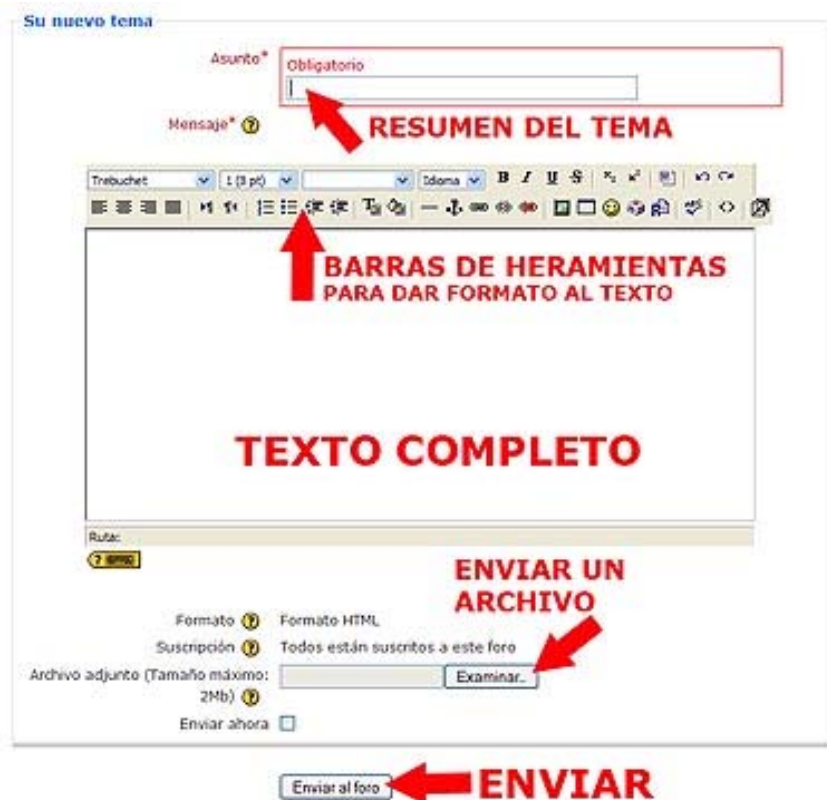 Su nuevo tema
Asunto*
Obligatorio
Mensaje*
RESUMEN DEL TEMA
Trebuchet 1 (8 pt) Idioma B I U S
BARRAS DE HERAMIENTAS
PARA DAR FORMATO AL TEXTO
TEXTO COMPLETO
Ruta:
ENVIAR UN
ARCHIVO
Formato Formato HTML
Suscripción Todos están suscritos a este foro
Archivo adjunto (Tamaño máximo:
2Mb)
Examinar..
Enviar ahora
Enviar al foro
ENVIAR